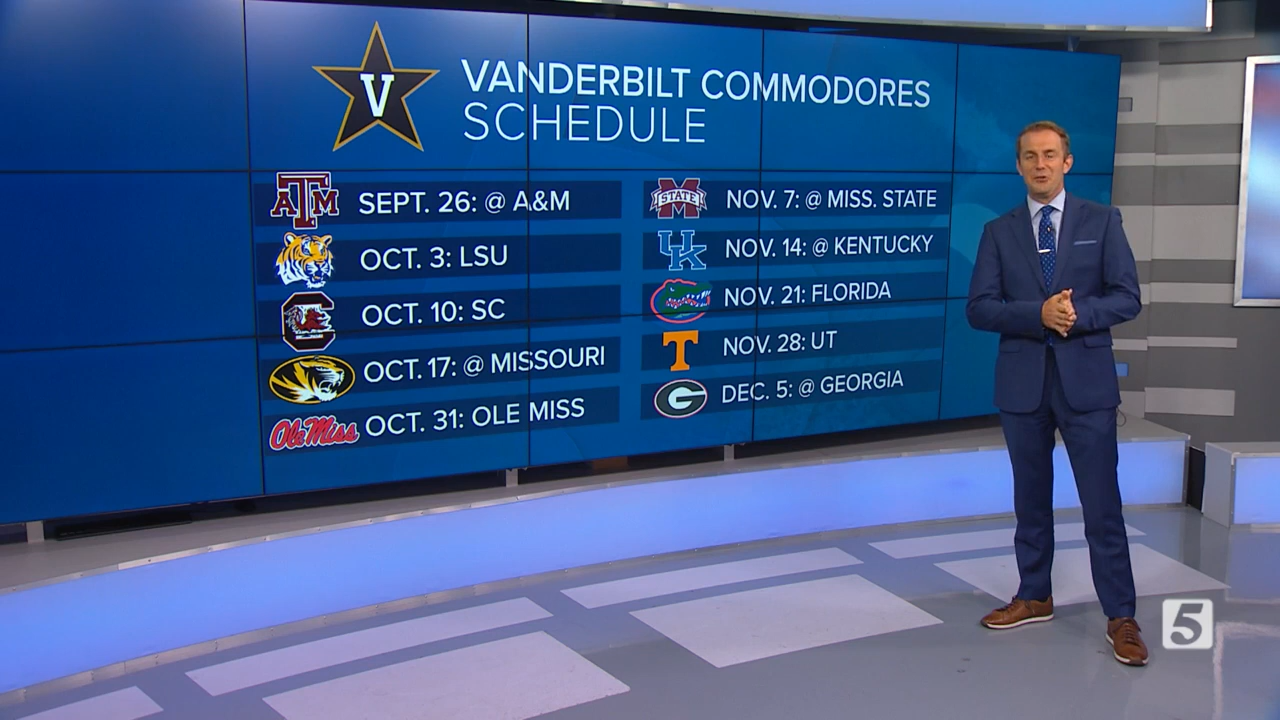 V
VANDERBILT COMMODORES
SCHEDULE
ATM
SEPT. 26: @ A&M
OCT. 3: LSU
C
OCT. 10: SC
OCT. 17: @ MISSOURI
Ole Miss
OCT. 31: OLE MISS
STATE
NOV. 7: @ MISS. STATE
UK
NOV. 14: @ KENTUCKY
NOV. 21: FLORIDA
T
NOV. 28: UT
G
DEC. 5: @ GEORGIA
5